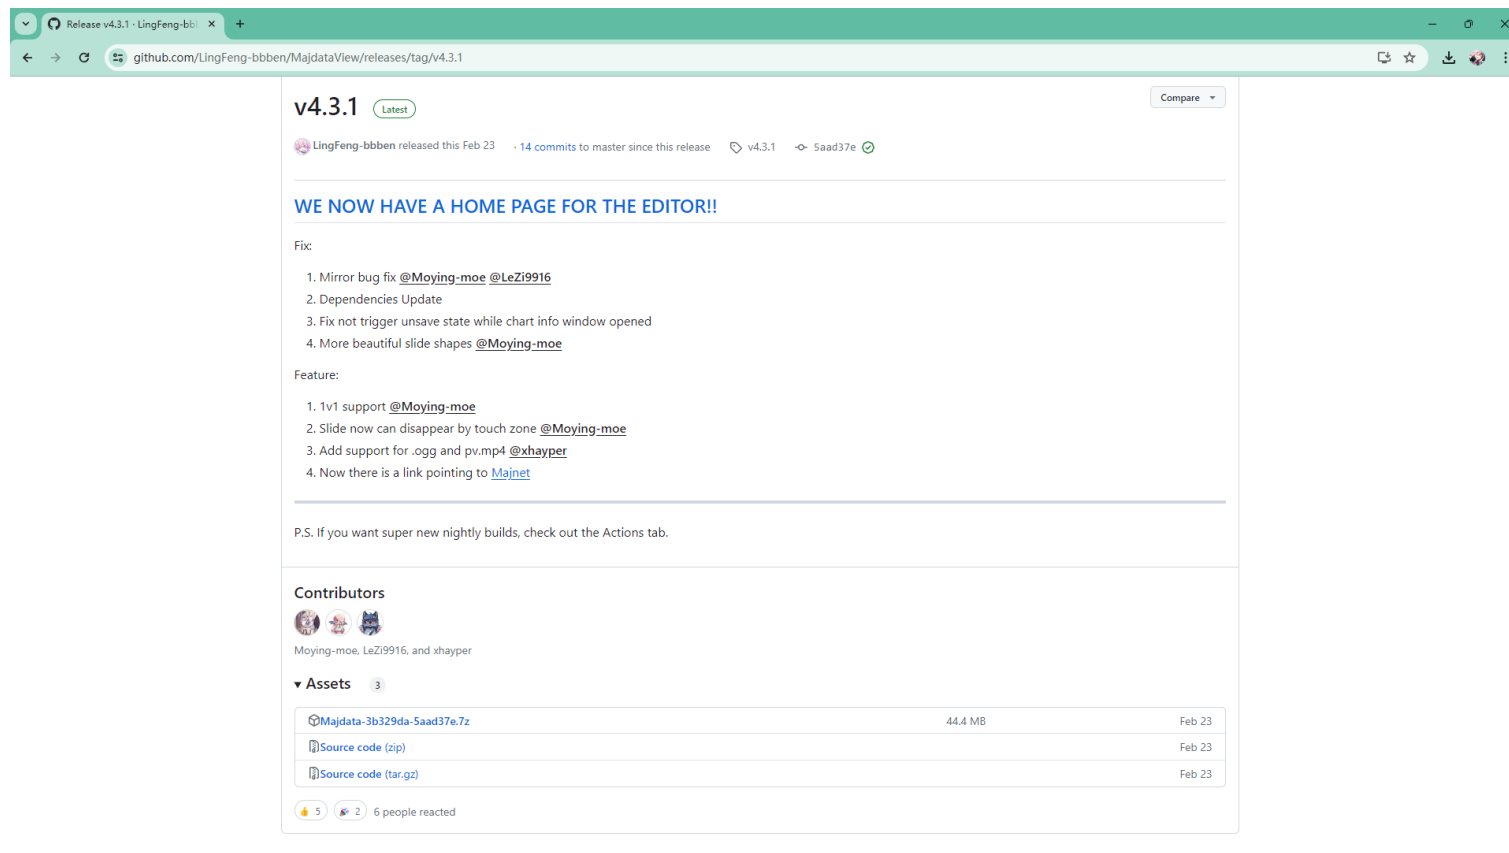 Release v4.3.1 · LingFeng-bbl
github.com/LingFeng-bbben/MajdataView/releases/tag/v4.3.1
v4.3.1 Latest
Compare
LingFeng-bbben released this Feb 23 · 14 commits to master since this release v4.3.1 5aad37e
WE NOW HAVE A HOME PAGE FOR THE EDITOR!!
Fix:
1. Mirror bug fix @Moying-moe @LeZi9916
2. Dependencies Update
3. Fix not trigger unsave state while chart info window opened
4. More beautiful slide shapes @Moying-moe
Feature:
1. 1v1 support @Moying-moe
2. Slide now can disappear by touch zone @Moying-moe
3. Add support for .ogg and pv.mp4 @xhayper
4. Now there is a link pointing to Majnet
P.S. If you want super new nightly builds, check out the Actions tab.
Contributors
Moying-moe, LeZi9916, and xhayper
Assets 3
Majdata-3b329da-5aad37e.7z 44.4 MB Feb 23
Source code (zip) Feb 23
Source code (tar.gz) Feb 23
5 2 6 people reacted